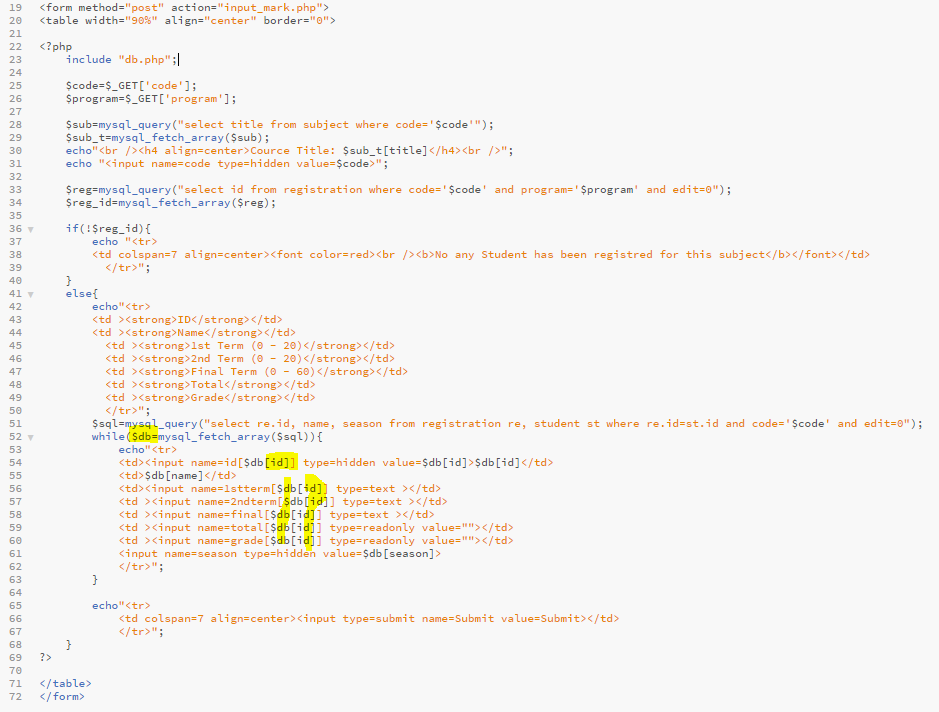 19 <form method="post" action="input_mark.php">
20 <table width="90%" align="center" border="0">
21
22 <?php
23     include "db.php";
24
25     $code=$_GET['code'];
26     $program=$_GET['program'];
27
28     $sub=mysql_query("select title from subject where code='$code'");
29     $sub_t=mysql_fetch_array($sub);
30     echo"<br /><h4 align=center>Cource Title: $sub_t[title]</h4><br />";
31     echo "<input name=code type=hidden value=$code>";
32
33     $reg=mysql_query("select id from registration where code='$code' and program='$program' and edit=0");
34     $reg_id=mysql_fetch_array($reg);
35
36     if(!$reg_id){
37         echo "<tr>
38         <td colspan=7 align=center><font color=red><br /><b>No any Student has been registred for this subject</b></font></td>
39           </tr>";
40     }
41     else{
42         echo"<tr>
43         <td ><strong>ID</strong></td>
44         <td ><strong>Name</strong></td>
45           <td ><strong>1st Term (0 - 20)</strong></td>
46           <td ><strong>2nd Term (0 - 20)</strong></td>
47           <td ><strong>Final Term (0 - 60)</strong></td>
48           <td ><strong>Total</strong></td>
49           <td ><strong>Grade</strong></td>
50           </tr>";
51         $sql=mysql_query("select re.id, name, season from registration re, student st where re.id=st.id and code='$code' and edit=0");
52         while($db=mysql_fetch_array($sql)){
53             echo"<tr>
54             <td><input name=id[$db[id]] type=hidden value=$db[id]>$db[id]</td>
55             <td>$db[name]</td>
56             <td><input name=1stterm[$db[id]] type=text ></td>
57             <td ><input name=2ndterm[$db[id]] type=text ></td>
58             <td ><input name=final[$db[id]] type=text ></td>
59             <td ><input name=total[$db[id]] type=readonly value=""></td>
60             <td ><input name=grade[$db[id]] type=readonly value=""></td>
61             <input name=season type=hidden value=$db[season]>
62             </tr>";
63         }
64
65         echo"<tr>
66             <td colspan=7 align=center><input type=submit name=Submit value=Submit></td>
67             </tr>";
68     }
69 ?>
70
71 </table>
72 </form>